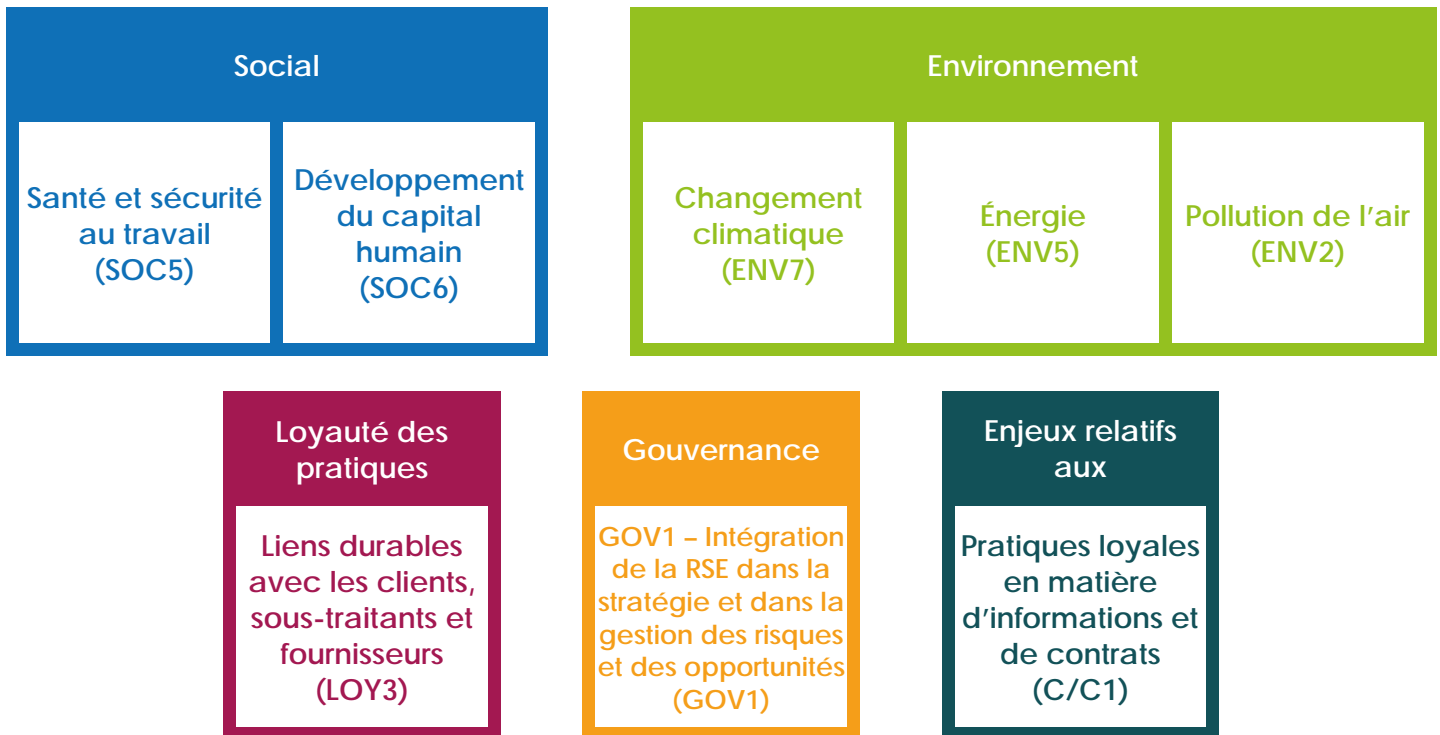 Social
Santé et sécurité
au travail
(SOC5)
Développement
du capital
humain
(SOC6)
Environnement
Changement
climatique
(ENV7)
Énergie
(ENV5)
Pollution de l’air
(ENV2)
Loyauté des
pratiques
Liens durables
avec les clients,
sous-traitants et
fournisseurs
(LOY3)
Gouvernance
GOV1 – Intégration
de la RSE dans la
stratégie et dans la
gestion des risques
et des opportunités
(GOV1)
Enjeux relatifs
aux
Pratiques loyales
en matière
d’informations et
de contrats
(C/C1)